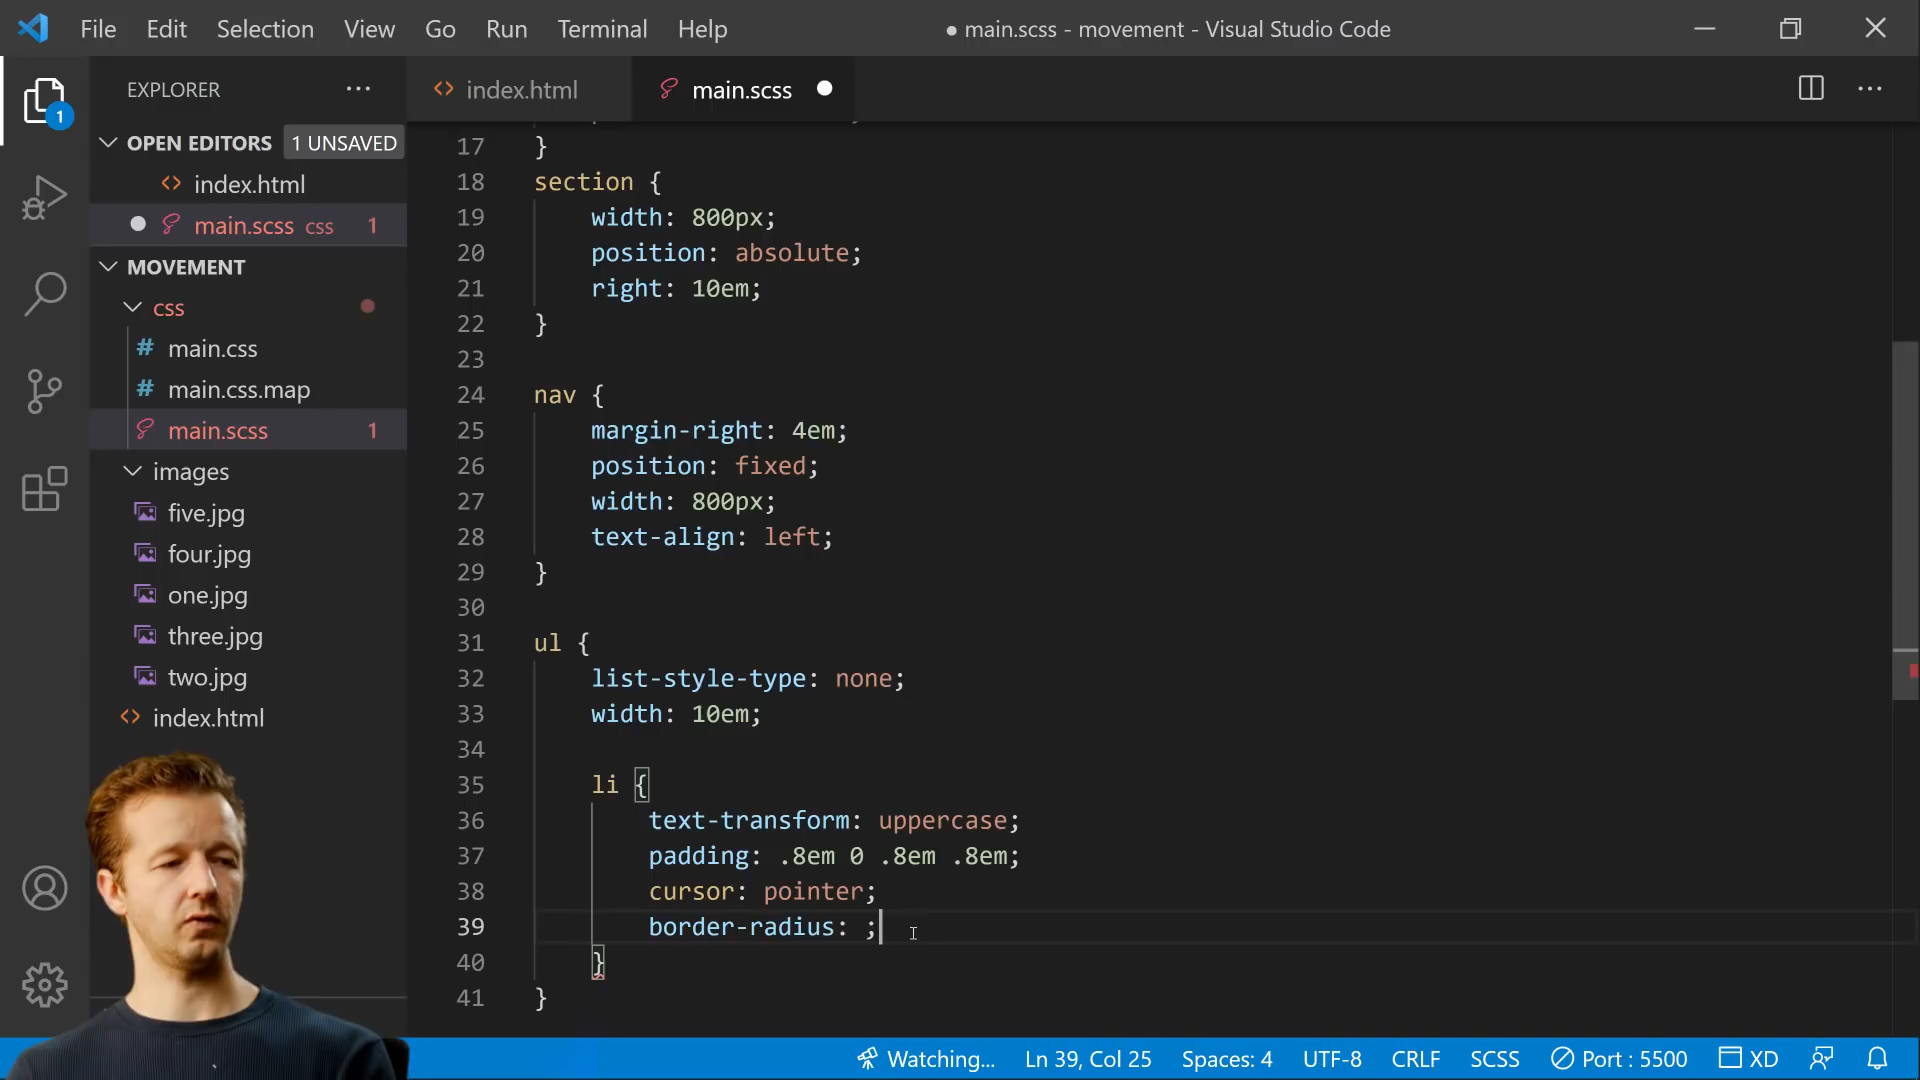 File Edit Selection View Go Run Terminal Help ● main.scss - movement - Visual Studio Code
EXPLORER ··· index.html main.scss ● ···
OPEN EDITORS 1 UNSAVED
index.html
main.scss css 1
MOVEMENT
css
main.css
main.css.map
main.scss 1
images
five.jpg
four.jpg
one.jpg
three.jpg
two.jpg
index.html
1
17 }
18 section {
19 width: 800px;
20 position: absolute;
21 right: 10em;
22 }
23
24 nav {
25 margin-right: 4em;
26 position: fixed;
27 width: 800px;
28 text-align: left;
29 }
30
31 ul {
32 list-style-type: none;
33 width: 10em;
34
35 li {
36 text-transform: uppercase;
37 padding: .8em 0 .8em .8em;
38 cursor: pointer;
39 border-radius: ;
40 }
41 }
Watching... Ln 39, Col 25 Spaces: 4 UTF-8 CRLF SCSS Port : 5500 XD